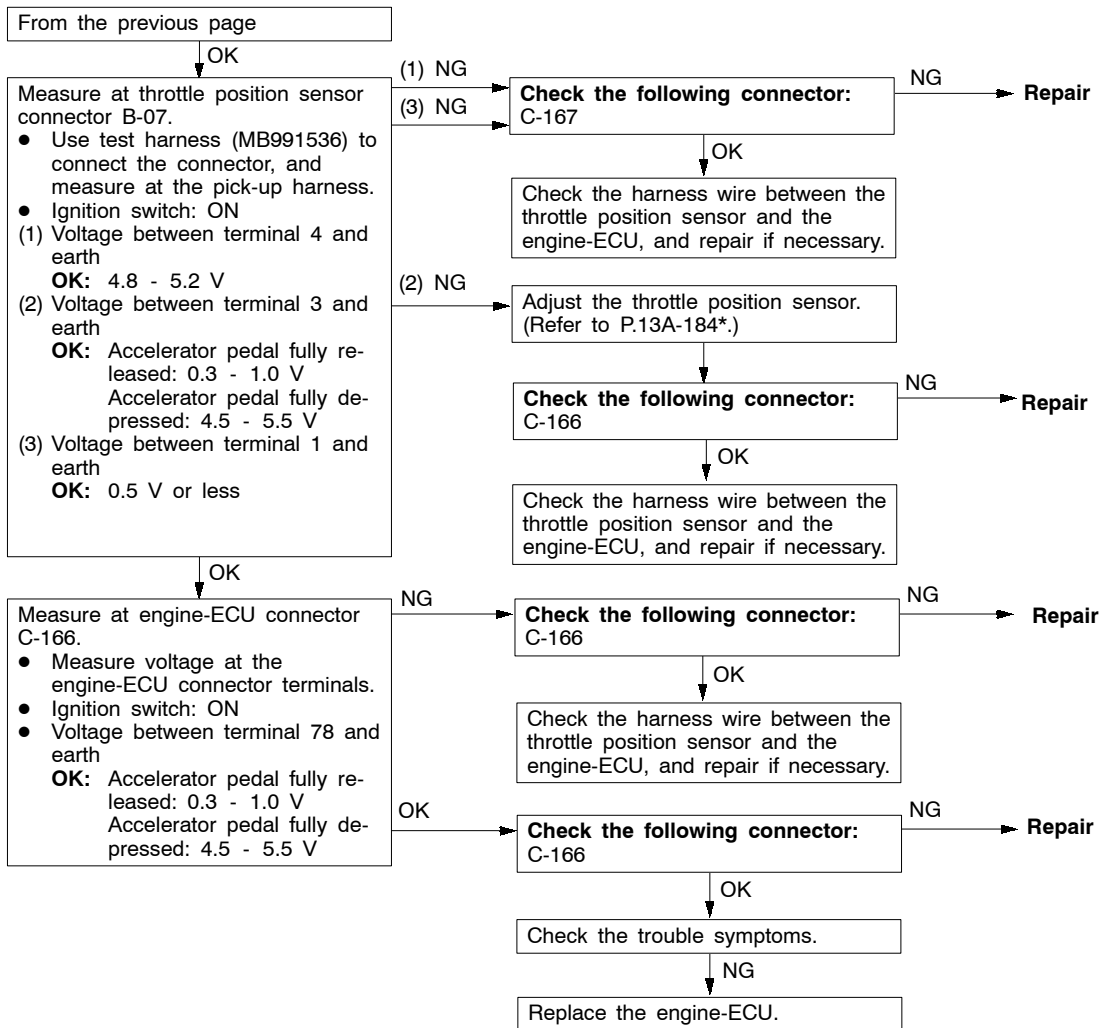 From the previous page
OK
Measure at throttle position sensor
connector B-07.
● Use test harness (MB991536) to
connect the connector, and
measure at the pick-up harness.
● Ignition switch: ON
(1) Voltage between terminal 4 and
earth
OK: 4.8 - 5.2 V
(2) Voltage between terminal 3 and
earth
OK: Accelerator pedal fully re-
leased: 0.3 - 1.0 V
Accelerator pedal fully de-
pressed: 4.5 - 5.5 V
(3) Voltage between terminal 1 and
earth
OK: 0.5 V or less
(1) NG
(3) NG
Check the following connector:
C-167
NG
Repair
OK
Check the harness wire between the
throttle position sensor and the
engine-ECU, and repair if necessary.
(2) NG
Adjust the throttle position sensor.
(Refer to P.13A-184*.)
Check the following connector:
C-166
NG
Repair
OK
Check the harness wire between the
throttle position sensor and the
engine-ECU, and repair if necessary.
OK
Measure at engine-ECU connector
C-166.
● Measure voltage at the
engine-ECU connector terminals.
● Ignition switch: ON
● Voltage between terminal 78 and
earth
OK: Accelerator pedal fully re-
leased: 0.3 - 1.0 V
Accelerator pedal fully de-
pressed: 4.5 - 5.5 V
NG
Check the following connector:
C-166
NG
Repair
OK
Check the harness wire between the
throttle position sensor and the
engine-ECU, and repair if necessary.
OK
Check the following connector:
C-166
NG
Repair
OK
Check the trouble symptoms.
NG
Replace the engine-ECU.